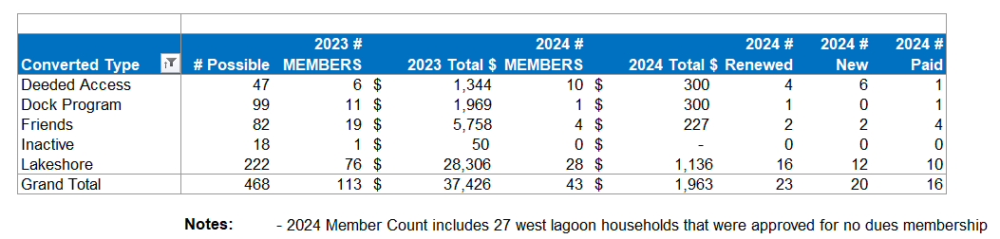 2023 # 2024 # 2024 # 2024 # 2024 #
Converted Type # Possible MEMBERS 2023 Total $ MEMBERS 2024 Total $ Renewed New Paid
Deeded Access 47 6 $ 1,344 10 $ 300 4 6 1
Dock Program 99 11 $ 1,969 1 $ 300 1 0 1
Friends 82 19 $ 5,758 4 $ 227 2 2 4
Inactive 18 1 $ 50 0 $ - 0 0 0
Lakeshore 222 76 $ 28,306 28 $ 1,136 16 12 10
Grand Total 468 113 $ 37,426 43 $ 1,963 23 20 16
Notes: - 2024 Member Count includes 27 west lagoon households that were approved for no dues membership